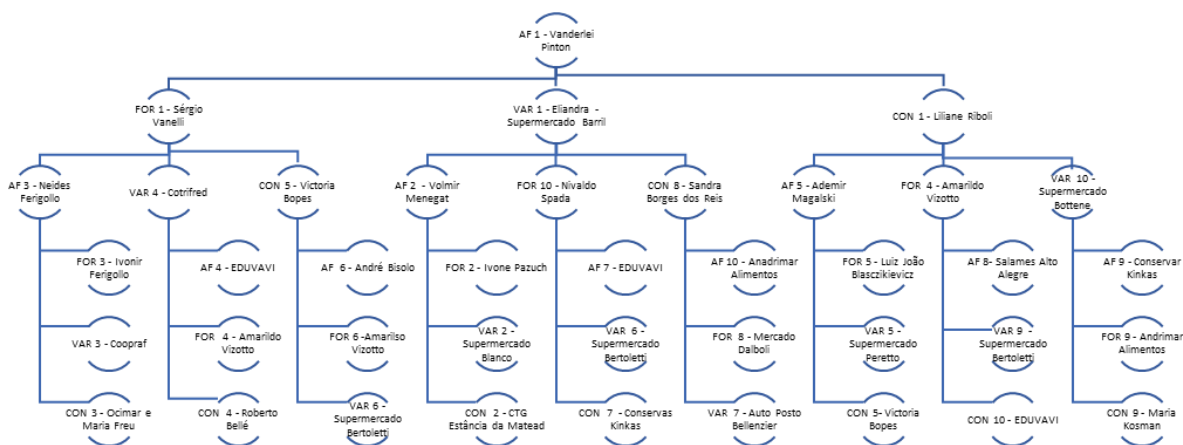 AF 1 - Vanderlei
Pinton
FOR 1 - Sérgio
Vanelli
VAR 1 - Eliandra -
Supermercado Barril
CON 1 - Liliane Riboli
AF 3 - Neides
Ferigollo
VAR 4 - Cotrifred
CON 5 - Victoria
Bopes
AF 2 - Volmir
Menegat
FOR 10 - Nivaldo
Spada
CON 8 - Sandra
Borges dos Reis
AF 5 - Ademir
Magalski
FOR 4 - Amarildo
Vizotto
VAR 10 -
Supermercado
Bottene
FOR 3 - Ivonir
Ferigollo
AF 4 - EDUVAVI
AF 6 - André Bisolo
FOR 2 - Ivone Pazuch
AF 7 - EDUVAVI
AF 10 - Anadrimar
Alimentos
FOR 5 - Luiz João
Blasczikievicz
AF 8- Salames Alto
Alegre
AF 9 - Conservar
Kinkas
VAR 3 - Coopraf
FOR 4 - Amarildo
Vizotto
FOR 6 -Amarilso
Vizotto
VAR 2 -
Supermercado
Bianco
VAR 6 -
Supermercado
Bertoletti
FOR 8 - Mercado
Dalboli
VAR 5 -
Supermercado
Peretto
VAR 9 -
Supermercado
Bertoletti
FOR 9 - Andrimar
Alimentos
CON 3 - Ocimar e
Maria Freu
CON 4 - Roberto
Bellé
VAR 6 -
Supermercado
Bertoletti
CON 2 - CTG
Estância da Matead
CON 7 - Conservas
Kinkas
VAR 7 - Auto Posto
Bellenzier
CON 5- Victoria
Bopes
CON 10 - EDUVAVI
CON 9 - Maria
Kosman